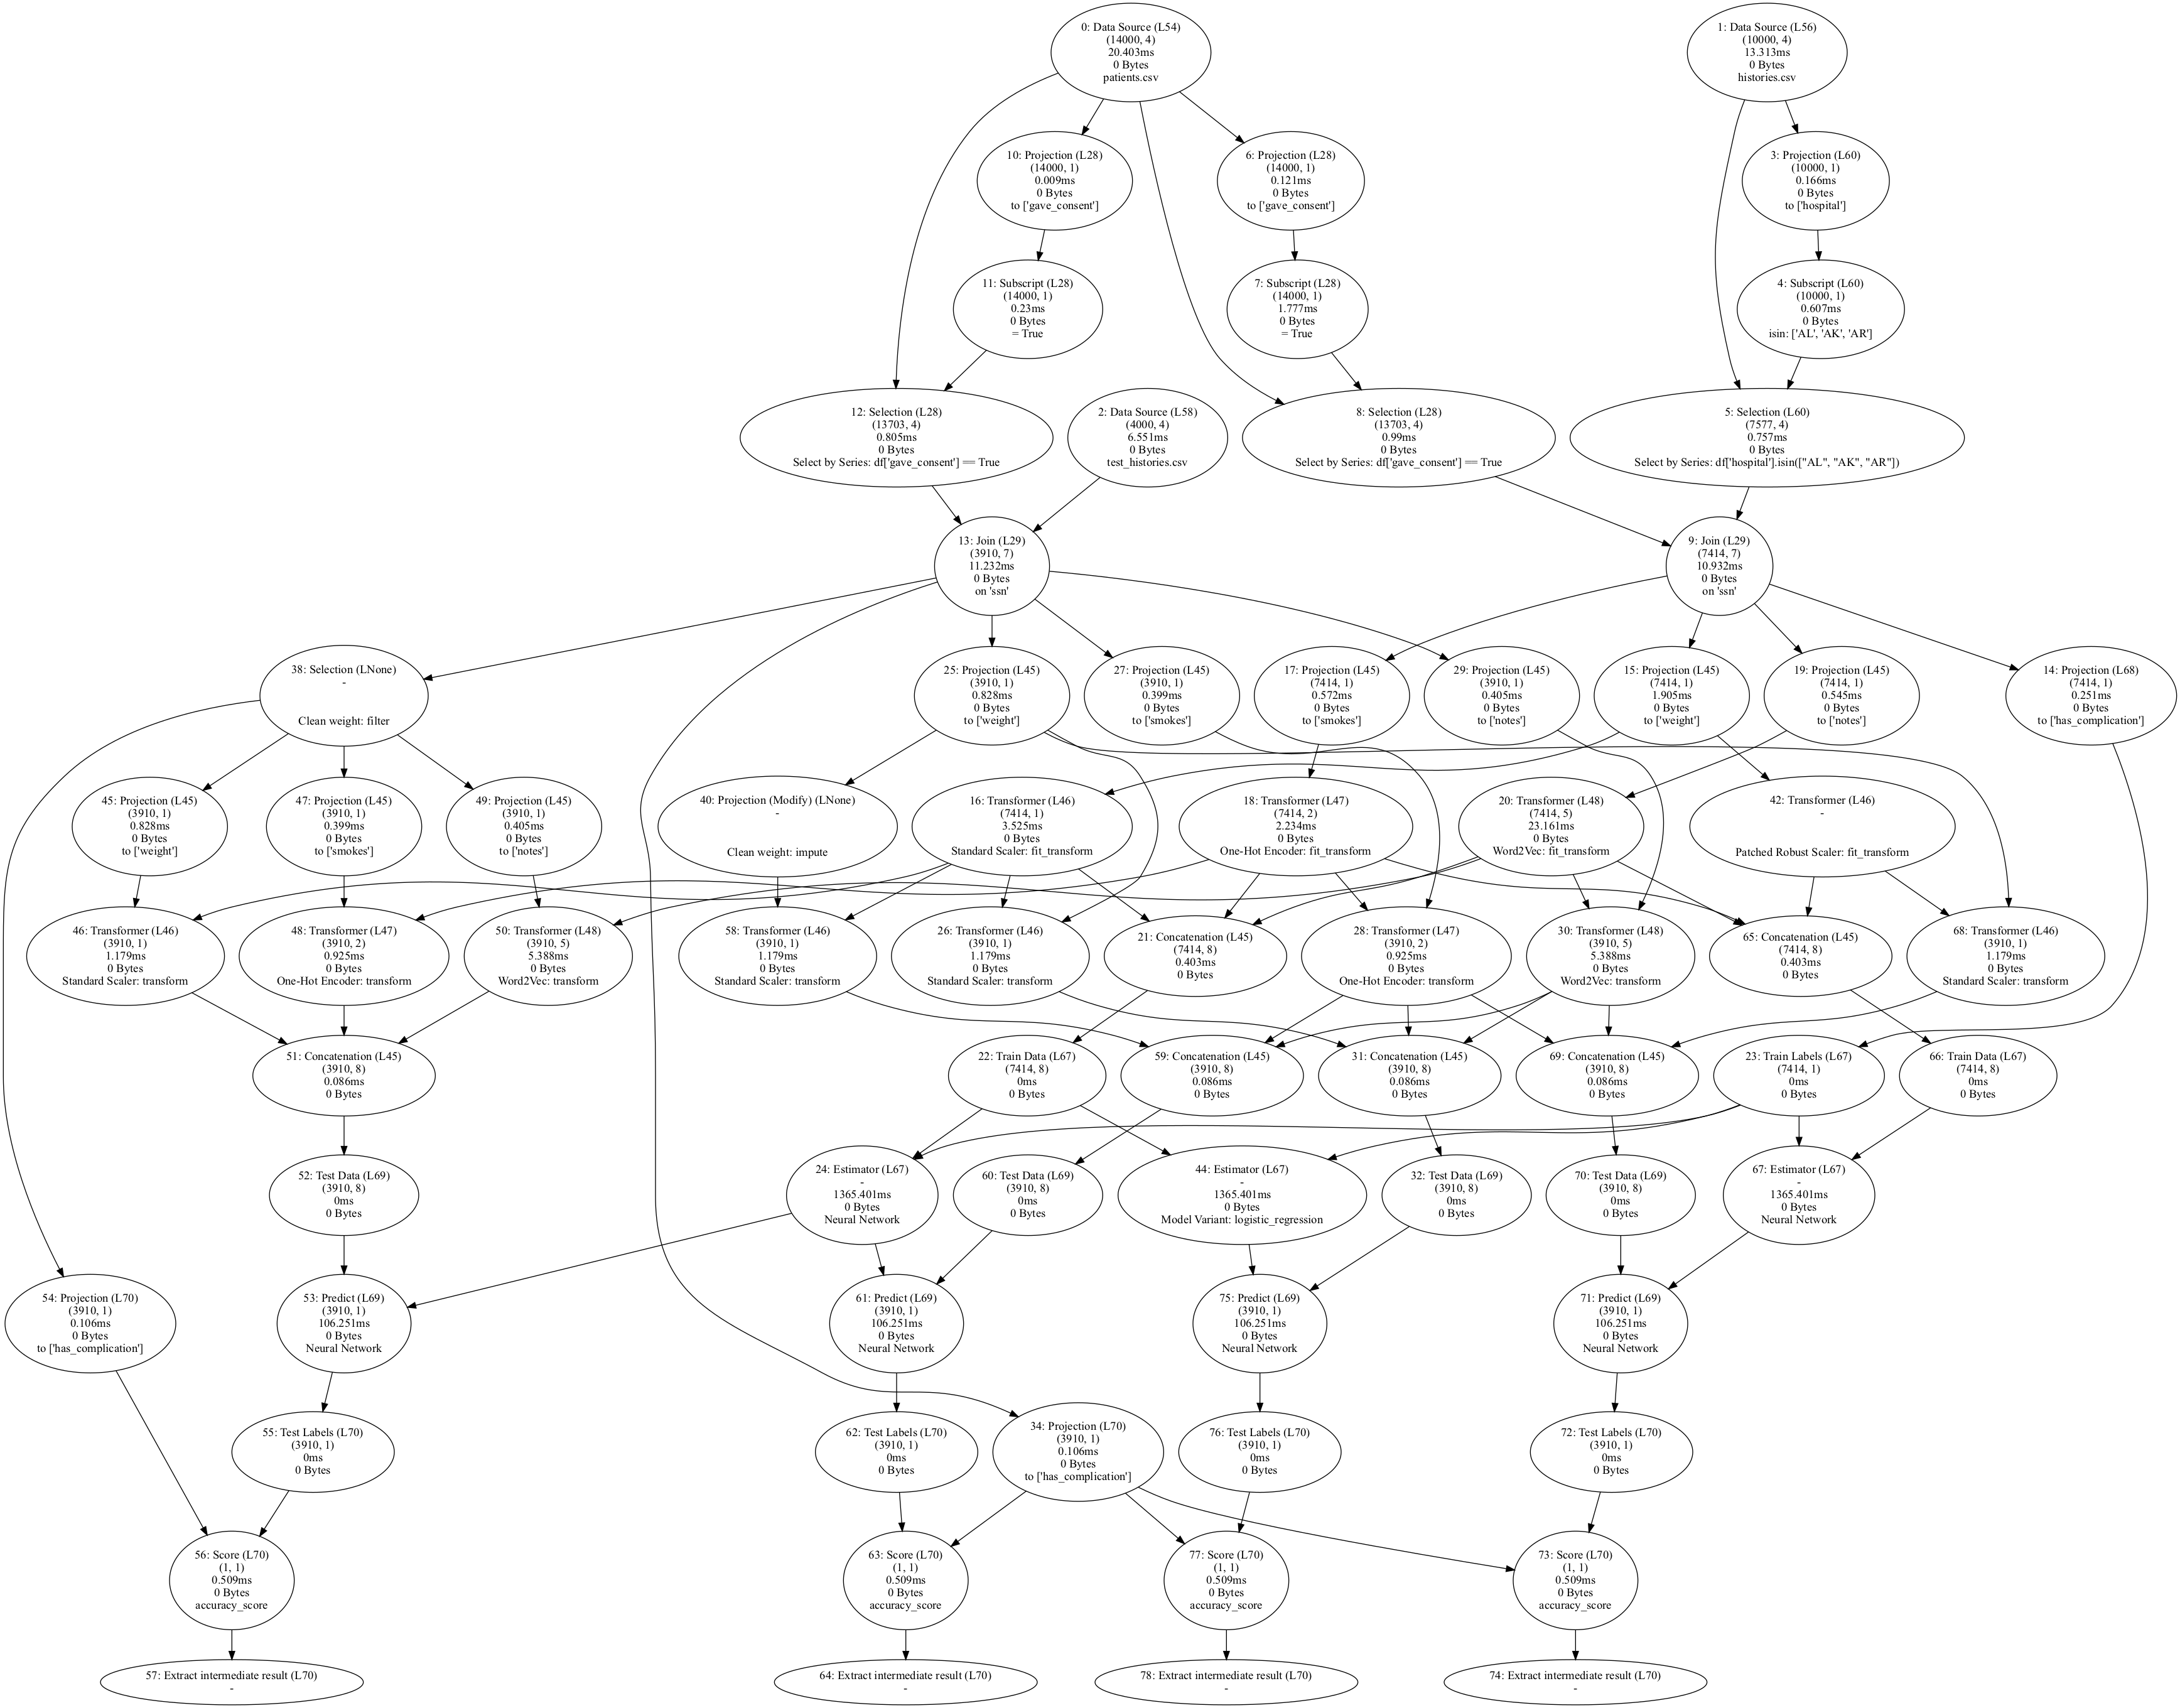 0: Data Source (L54)
(14000, 4)
20.403ms
0 Bytes
patients.csv
1: Data Source (L56)
(10000, 4)
13.313ms
0 Bytes
histories.csv
10: Projection (L28)
(14000, 1)
0.009ms
0 Bytes
to ['gave_consent']
6: Projection (L28)
(14000, 1)
0.121ms
0 Bytes
to ['gave_consent']
3: Projection (L60)
(10000, 1)
0.166ms
0 Bytes
to ['hospital']
11: Subscript (L28)
(14000, 1)
0.23ms
0 Bytes
= True
7: Subscript (L28)
(14000, 1)
1.777ms
0 Bytes
= True
4: Subscript (L60)
(10000, 1)
0.607ms
0 Bytes
isin: ['AL', 'AK', 'AR']
12: Selection (L28)
(13703, 4)
0.805ms
0 Bytes
Select by Series: df['gave_consent'] == True
2: Data Source (L58)
(4000, 4)
6.551ms
0 Bytes
test_histories.csv
8: Selection (L28)
(13703, 4)
0.99ms
0 Bytes
Select by Series: df['gave_consent'] == True
5: Selection (L60)
(7577, 4)
0.757ms
0 Bytes
Select by Series: df['hospital'].isin(["AL", "AK", "AR"])
13: Join (L29)
(3910, 7)
11.232ms
0 Bytes
on 'ssn'
9: Join (L29)
(7414, 7)
10.932ms
0 Bytes
on 'ssn'
38: Selection (LNone)
-
Clean weight: filter
25: Projection (L45)
(3910, 1)
0.828ms
0 Bytes
to ['weight']
27: Projection (L45)
(3910, 1)
0.399ms
0 Bytes
to ['smokes']
17: Projection (L45)
(7414, 1)
0.572ms
0 Bytes
to ['smokes']
29: Projection (L45)
(3910, 1)
0.405ms
0 Bytes
to ['notes']
15: Projection (L45)
(7414, 1)
1.905ms
0 Bytes
to ['weight']
19: Projection (L45)
(7414, 1)
0.545ms
0 Bytes
to ['notes']
14: Projection (L68)
(7414, 1)
0.251ms
0 Bytes
to ['has_complication']
45: Projection (L45)
(3910, 1)
0.828ms
0 Bytes
to ['weight']
47: Projection (L45)
(3910, 1)
0.399ms
0 Bytes
to ['smokes']
49: Projection (L45)
(3910, 1)
0.405ms
0 Bytes
to ['notes']
40: Projection (Modify) (LNone)
-
Clean weight: impute
16: Transformer (L46)
(7414, 1)
3.525ms
0 Bytes
Standard Scaler: fit_transform
18: Transformer (L47)
(7414, 2)
2.234ms
0 Bytes
One-Hot Encoder: fit_transform
20: Transformer (L48)
(7414, 5)
23.161ms
0 Bytes
Word2Vec: fit_transform
42: Transformer (L46)
-
Patched Robust Scaler: fit_transform
46: Transformer (L46)
(3910, 1)
1.179ms
0 Bytes
Standard Scaler: transform
48: Transformer (L47)
(3910, 2)
0.925ms
0 Bytes
One-Hot Encoder: transform
50: Transformer (L48)
(3910, 5)
5.388ms
0 Bytes
Word2Vec: transform
58: Transformer (L46)
(3910, 1)
1.179ms
0 Bytes
Standard Scaler: transform
26: Transformer (L46)
(3910, 1)
1.179ms
0 Bytes
Standard Scaler: transform
21: Concatenation (L45)
(7414, 8)
0.403ms
0 Bytes
28: Transformer (L47)
(3910, 2)
0.925ms
0 Bytes
One-Hot Encoder: transform
30: Transformer (L48)
(3910, 5)
5.388ms
0 Bytes
Word2Vec: transform
65: Concatenation (L45)
(7414, 8)
0.403ms
0 Bytes
68: Transformer (L46)
(3910, 1)
1.179ms
0 Bytes
Standard Scaler: transform
51: Concatenation (L45)
(3910, 8)
0.086ms
0 Bytes
22: Train Data (L67)
(7414, 8)
0ms
0 Bytes
59: Concatenation (L45)
(3910, 8)
0.086ms
0 Bytes
31: Concatenation (L45)
(3910, 8)
0.086ms
0 Bytes
69: Concatenation (L45)
(3910, 8)
0.086ms
0 Bytes
23: Train Labels (L67)
(7414, 1)
0ms
0 Bytes
66: Train Data (L67)
(7414, 8)
0ms
0 Bytes
52: Test Data (L69)
(3910, 8)
0ms
0 Bytes
24: Estimator (L67)
-
1365.401ms
0 Bytes
Neural Network
60: Test Data (L69)
(3910, 8)
0ms
0 Bytes
44: Estimator (L67)
-
1365.401ms
0 Bytes
Model Variant: logistic_regression
32: Test Data (L69)
(3910, 8)
0ms
0 Bytes
70: Test Data (L69)
(3910, 8)
0ms
0 Bytes
67: Estimator (L67)
-
1365.401ms
0 Bytes
Neural Network
54: Projection (L70)
(3910, 1)
0.106ms
0 Bytes
to ['has_complication']
53: Predict (L69)
(3910, 1)
106.251ms
0 Bytes
Neural Network
61: Predict (L69)
(3910, 1)
106.251ms
0 Bytes
Neural Network
75: Predict (L69)
(3910, 1)
106.251ms
0 Bytes
Neural Network
71: Predict (L69)
(3910, 1)
106.251ms
0 Bytes
Neural Network
55: Test Labels (L70)
(3910, 1)
0ms
0 Bytes
62: Test Labels (L70)
(3910, 1)
0ms
0 Bytes
34: Projection (L70)
(3910, 1)
0.106ms
0 Bytes
to ['has_complication']
76: Test Labels (L70)
(3910, 1)
0ms
0 Bytes
72: Test Labels (L70)
(3910, 1)
0ms
0 Bytes
56: Score (L70)
(1, 1)
0.509ms
0 Bytes
accuracy_score
63: Score (L70)
(1, 1)
0.509ms
0 Bytes
accuracy_score
77: Score (L70)
(1, 1)
0.509ms
0 Bytes
accuracy_score
73: Score (L70)
(1, 1)
0.509ms
0 Bytes
accuracy_score
57: Extract intermediate result (L70)
-
64: Extract intermediate result (L70)
-
78: Extract intermediate result (L70)
-
74: Extract intermediate result (L70)
-